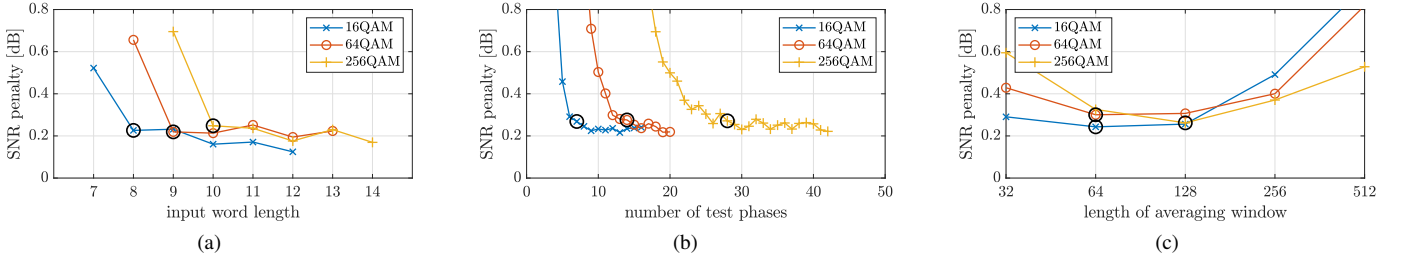 SNR penalty [dB]
0.8
0.6
0.4
0.2
0
7 8 9 10 11 12 13 14
input word length
16QAM
64QAM
256QAM
(a)
SNR penalty [dB]
0.8
0.6
0.4
0.2
0
0 10 20 30 40 50
number of test phases
16QAM
64QAM
256QAM
(b)
SNR penalty [dB]
0.8
0.6
0.4
0.2
0
32 64 128 256 512
length of averaging window
16QAM
64QAM
256QAM
(c)